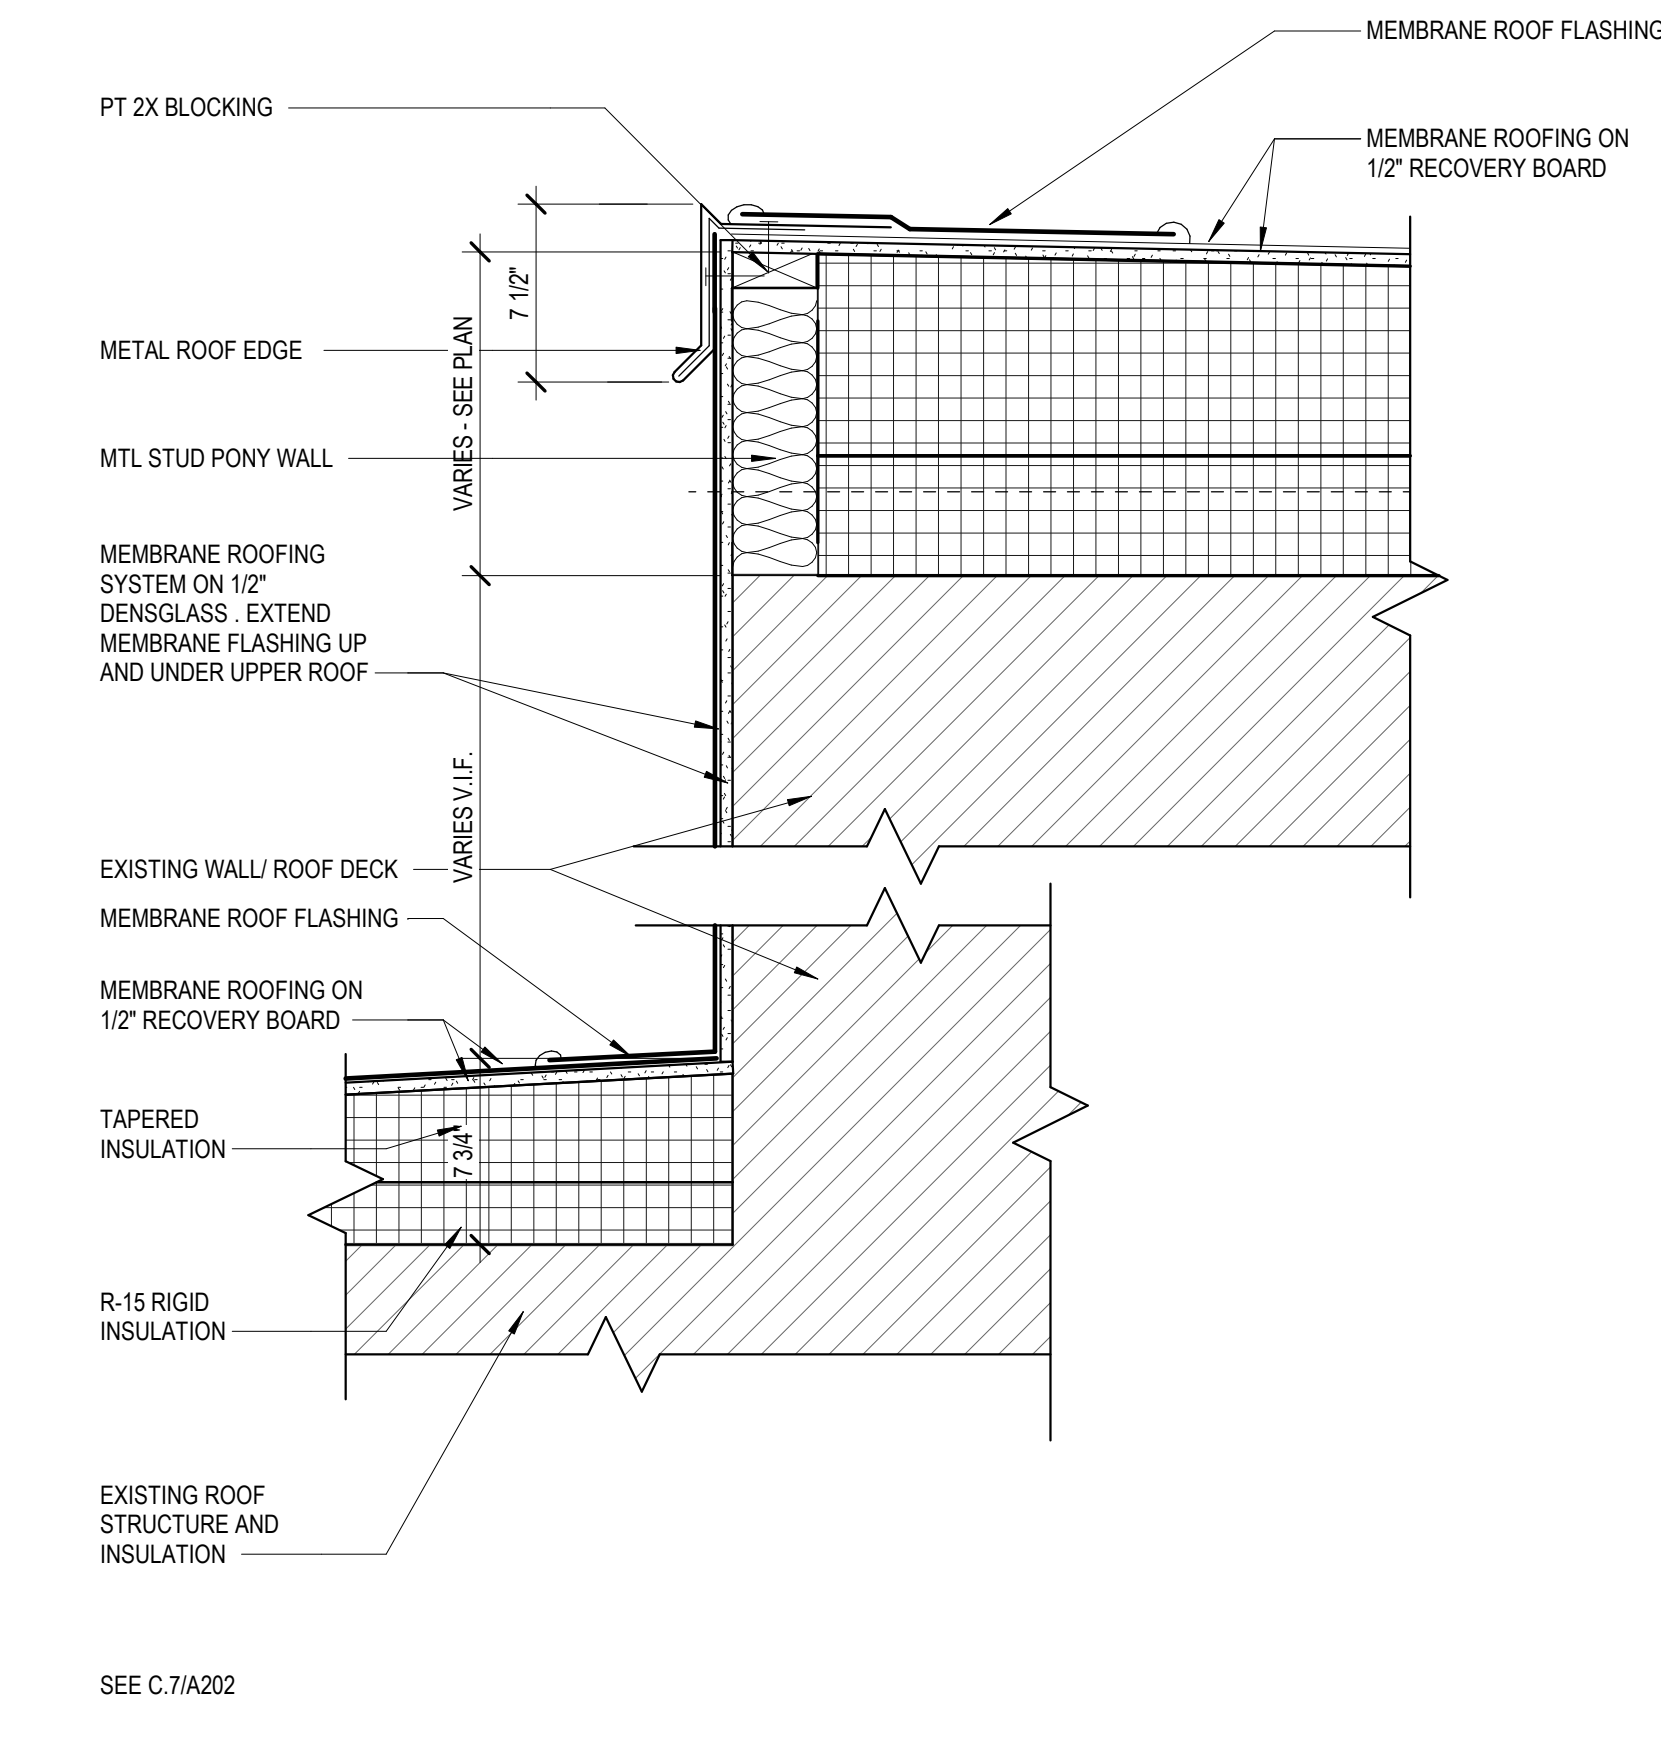 MEMBRANE ROOF FLASHING
PT 2X BLOCKING
MEMBRANE ROOFING ON
1/2" RECOVERY BOARD
7 1/2"
VARIES - SEE PLAN
METAL ROOF EDGE
MTL STUD PONY WALL
MEMBRANE ROOFING
SYSTEM ON 1/2"
DENSGLASS . EXTEND
MEMBRANE FLASHING UP
AND UNDER UPPER ROOF
VARIES V.I.F.
EXISTING WALL/ ROOF DECK
MEMBRANE ROOF FLASHING
MEMBRANE ROOFING ON
1/2" RECOVERY BOARD
TAPERED
INSULATION
7 3/4"
R-15 RIGID
INSULATION
EXISTING ROOF
STRUCTURE AND
INSULATION
SEE C.7/A202